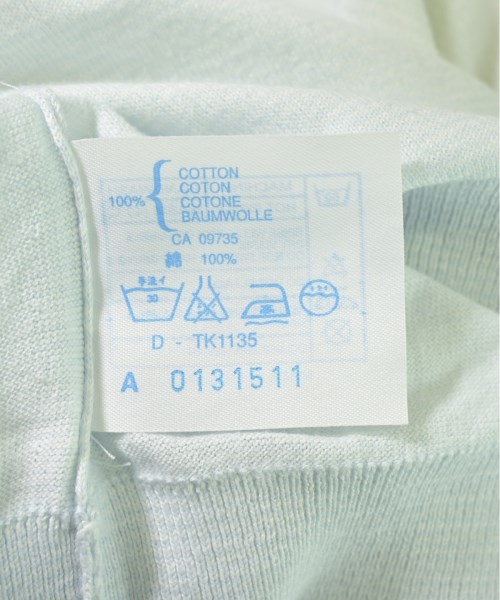 COTTON
COTON
100% COTONE
BAUMWOLLE
CA 09735
綿 100%
手洗イ
30
D - TK1135
A 0131511